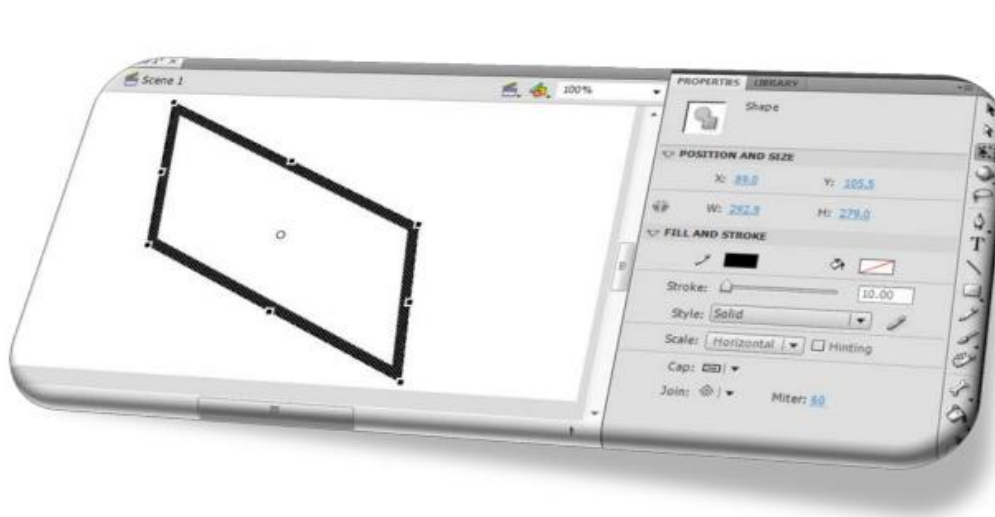 Scene 1
100%
PROPERTIES LIBRARY
Shape
POSITION AND SIZE
X: 89.0 Y: 105.5
W: 292.9 H: 279.0
FILL AND STROKE
Stroke: 10.00
Style: Solid
Scale: Horizontal Hinting
Cap:
Join: Miter: 60
T